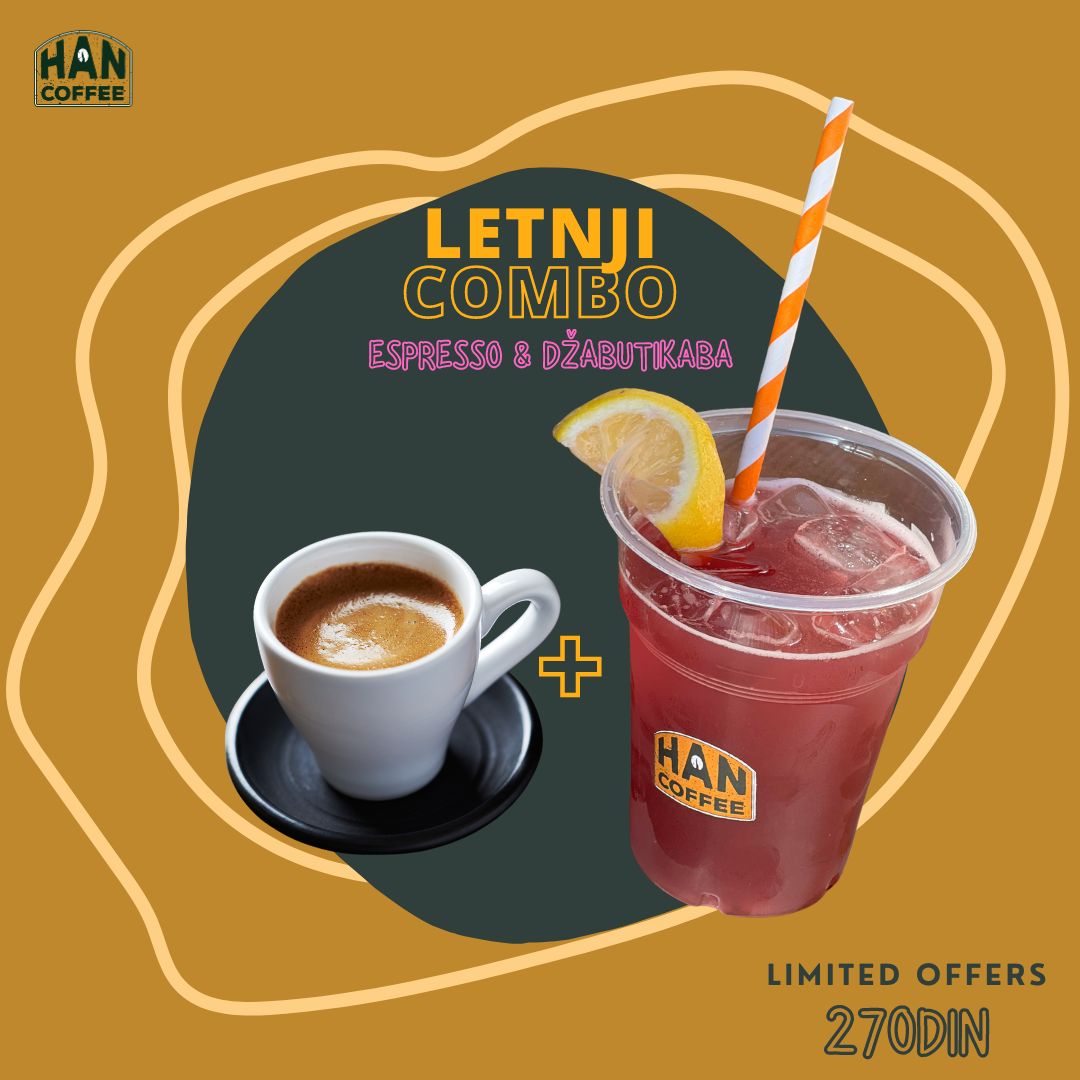 HAN
COFFEE
LETNJI
COMBO
ESPRESSO & DŽABUTIKABA
HAN
COFFEE
LIMITED OFFERS
270DIN